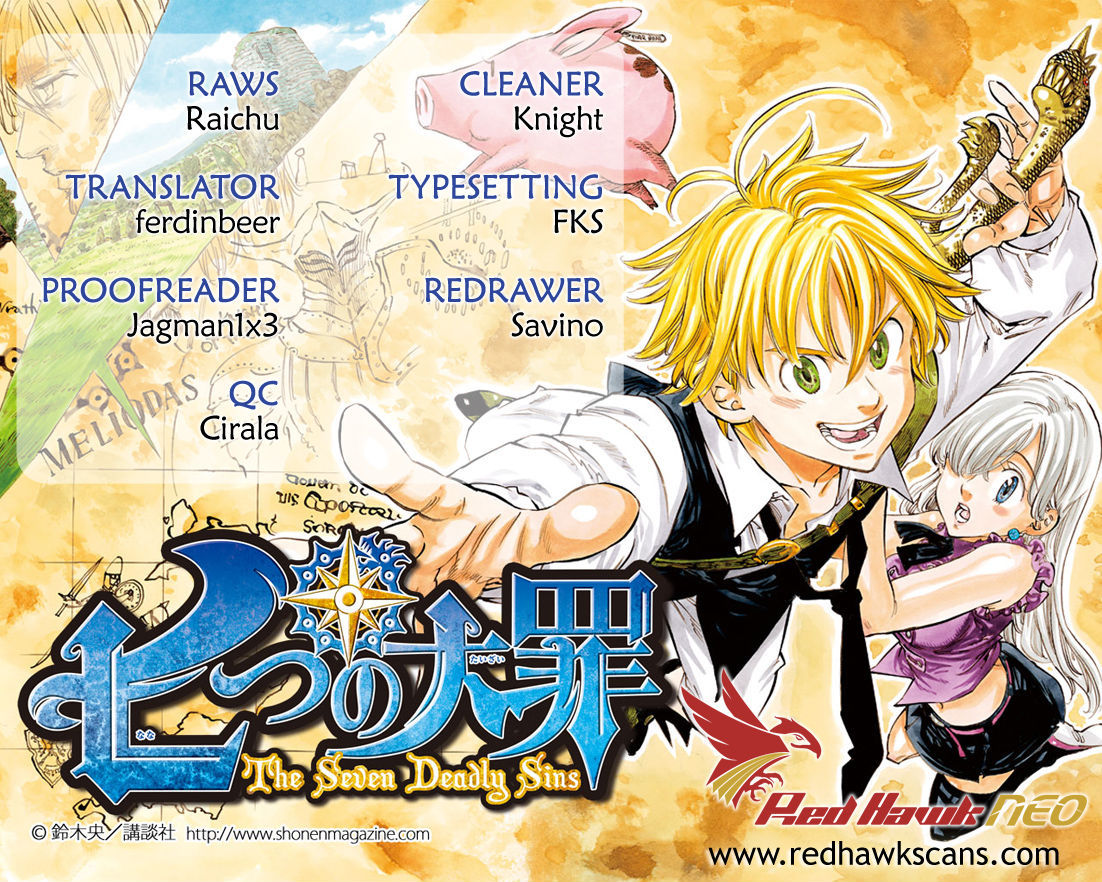 RAWS
Raichu
CLEANER
Knight
TRANSLATOR
ferdinbeer
TYPESETTING
FKS
PROOFREADER
Jagman1x3
REDRAWER
Savino
QC
Cirala
Wrath
MELIODAS
七つの大罪
なな
たいざい
The Seven Deadly Sins
Red Hawk NEO
© 鈴木央／講談社 http://www.shonenmagazine.com
www.redhawkscans.com